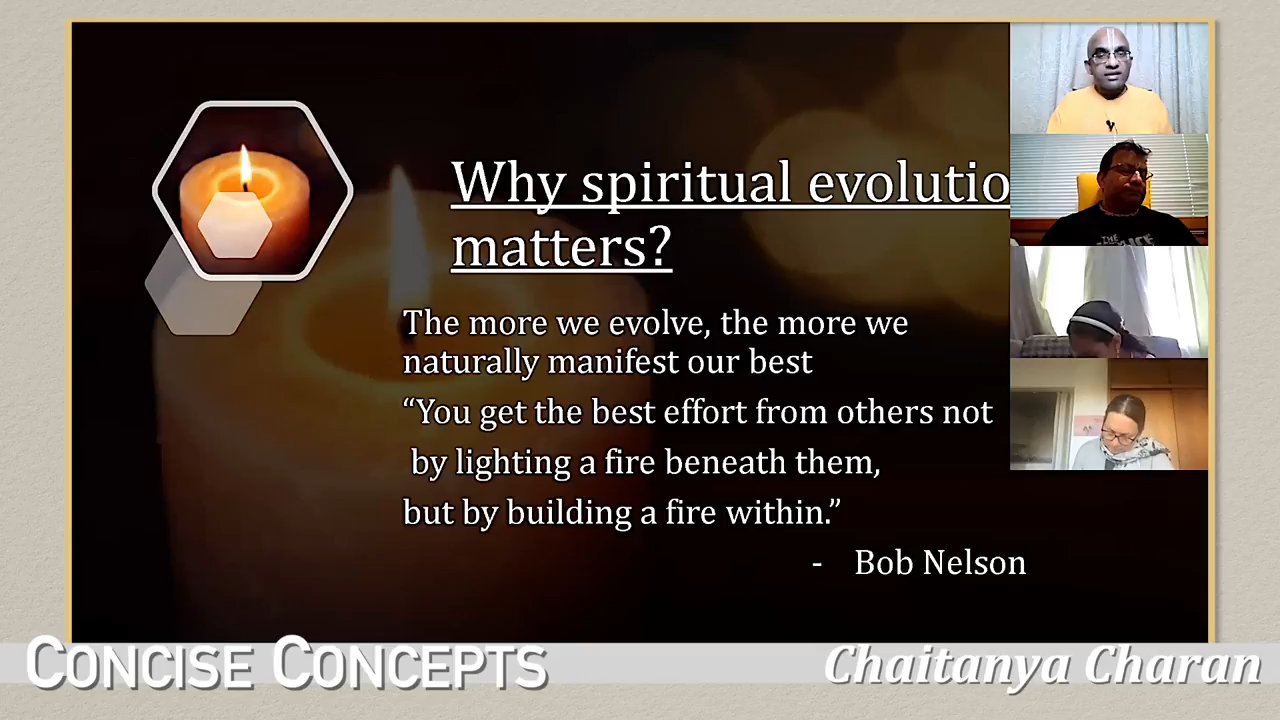 Why spiritual evolutio
matters?
The more we evolve, the more we
naturally manifest our best
“You get the best effort from others not
by lighting a fire beneath them,
but by building a fire within.”
- Bob Nelson
THE
CONCISE CONCEPTS
Chaitanya Charan